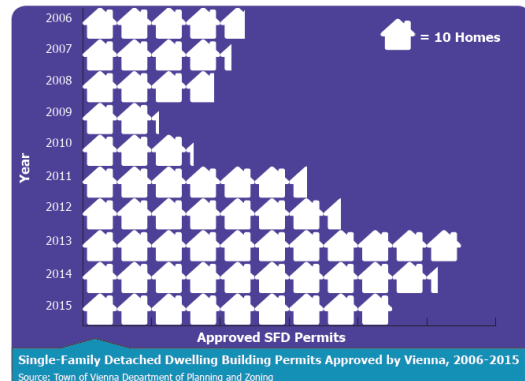 2006
= 10 Homes
2007
2008
2009
2010
Year
2011
2012
2013
2014
2015
Approved SFD Permits
Single-Family Detached Dwelling Building Permits Approved by Vienna, 2006-2015
Source: Town of Vienna Department of Planning and Zoning